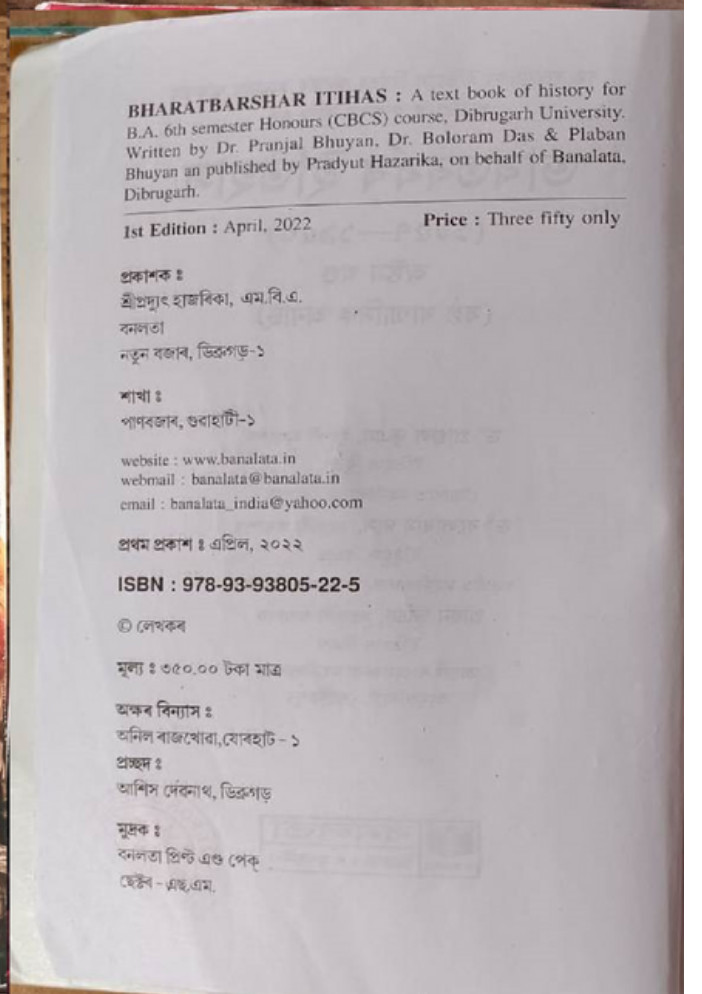 BHARATBARSHAR ITIHAS : A text book of history for
B.A. 6th semester Honours (CBCS) course, Dibrugarh University.
Written by Dr. Pranjal Bhuyan, Dr. Boloram Das & Plaban
Bhuyan an published by Pradyut Hazarika, on behalf of Banalata,
Dibrugarh.
1st Edition : April, 2022 Price : Three fifty only
প্ৰকাশক ঃ
শ্ৰীপ্ৰদ্যুৎ হাজৰিকা, এম.বি.এ.
বনলতা
নতুন বজাৰ, ডিব্ৰুগড়-১
শাখা ঃ
পাণবজাৰ, গুৱাহাটী-১
website : www.banalata.in
webmail : banalata@banalata.in
email : banalata_india@yahoo.com
প্ৰথম প্ৰকাশ ঃ এপ্ৰিল, ২০২২
ISBN : 978-93-93805-22-5
© লেখকৰ
মূল্য ঃ ৩৫০.০০ টকা মাত্ৰ
অক্ষৰ বিন্যাস ঃ
অনিল ৰাজখোৱা, যোৰহাট - ১
প্ৰচ্ছদ ঃ
আশিস দেবনাথ, ডিব্ৰুগড়
মুদ্ৰক ঃ
বনলতা প্ৰিণ্ট এণ্ড পেক্
ছেক্টৰ - এছ.এম.